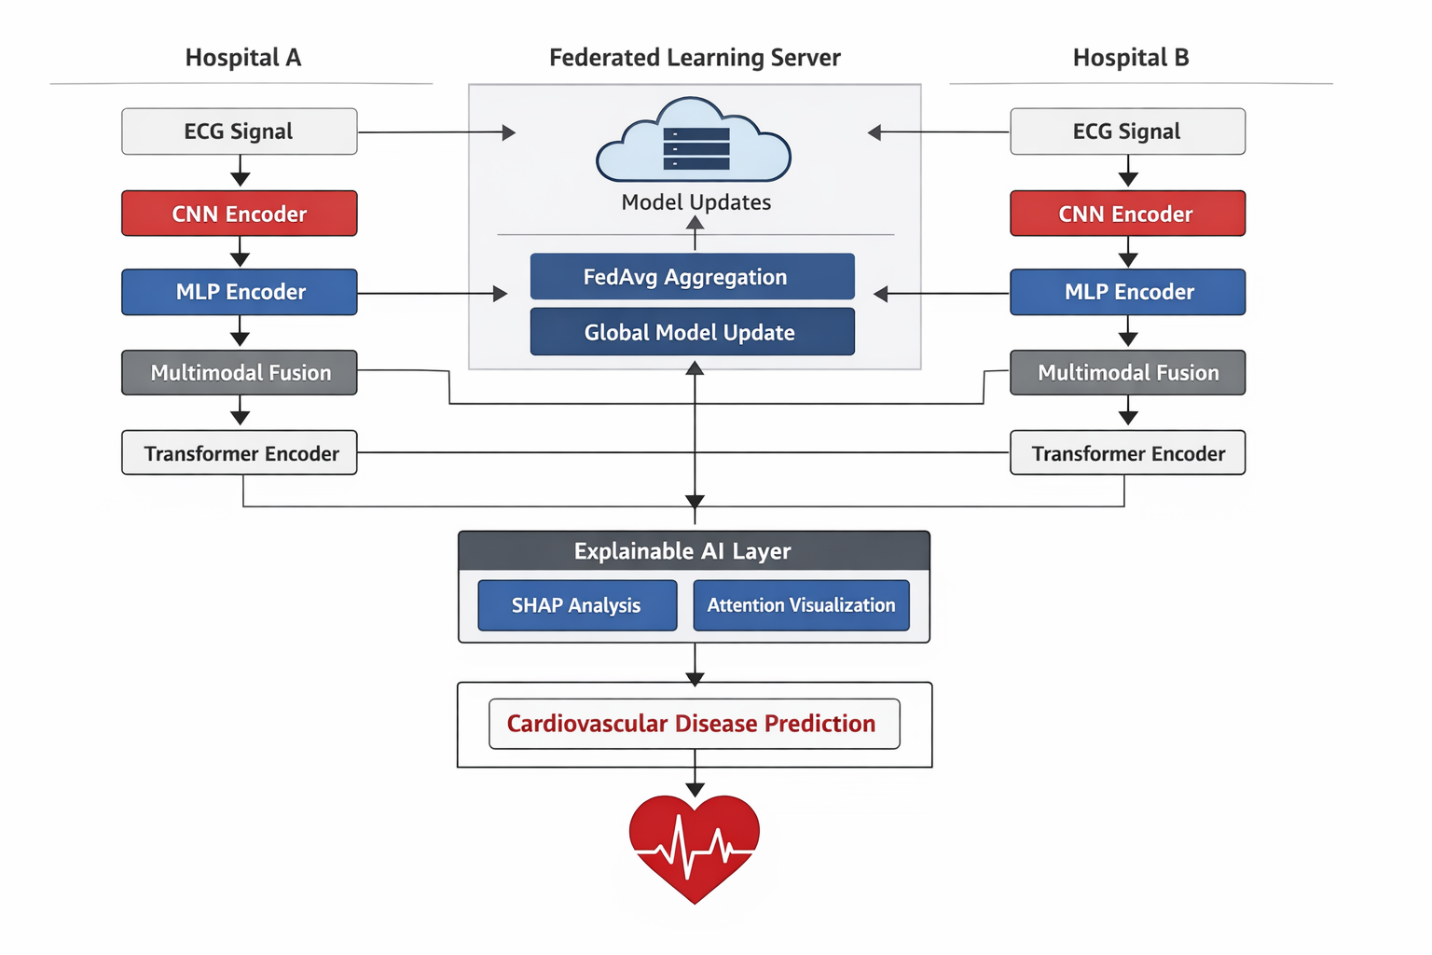 Hospital A
ECG Signal
CNN Encoder
MLP Encoder
Multimodal Fusion
Transformer Encoder
Federated Learning Server
Model Updates
FedAvg Aggregation
Global Model Update
Hospital B
ECG Signal
CNN Encoder
MLP Encoder
Multimodal Fusion
Transformer Encoder
Explainable AI Layer
SHAP Analysis
Attention Visualization
Cardiovascular Disease Prediction